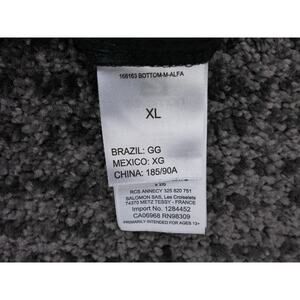 168163 BOTTOM-M-ALFA
XL
BRAZIL: GG
MEXICO: XG
CHINA: 185/90A
RCS ANNECY 325 820 751
SALOMON SAS, Les Croiselets
74370 METZ TESSY - FRANCE
Import No. 1284452
CA06968 RN98309
PRIMARILY INTENDED FOR AGES 13+